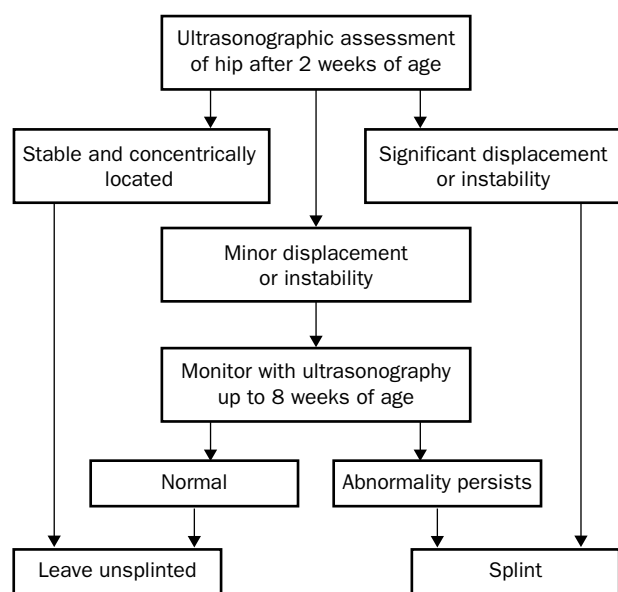 Ultrasonographic assessment
of hip after 2 weeks of age
Stable and concentrically
located
Significant displacement
or instability
Minor displacement
or instability
Monitor with ultrasonography
up to 8 weeks of age
Normal
Abnormality persists
Leave unsplinted
Splint